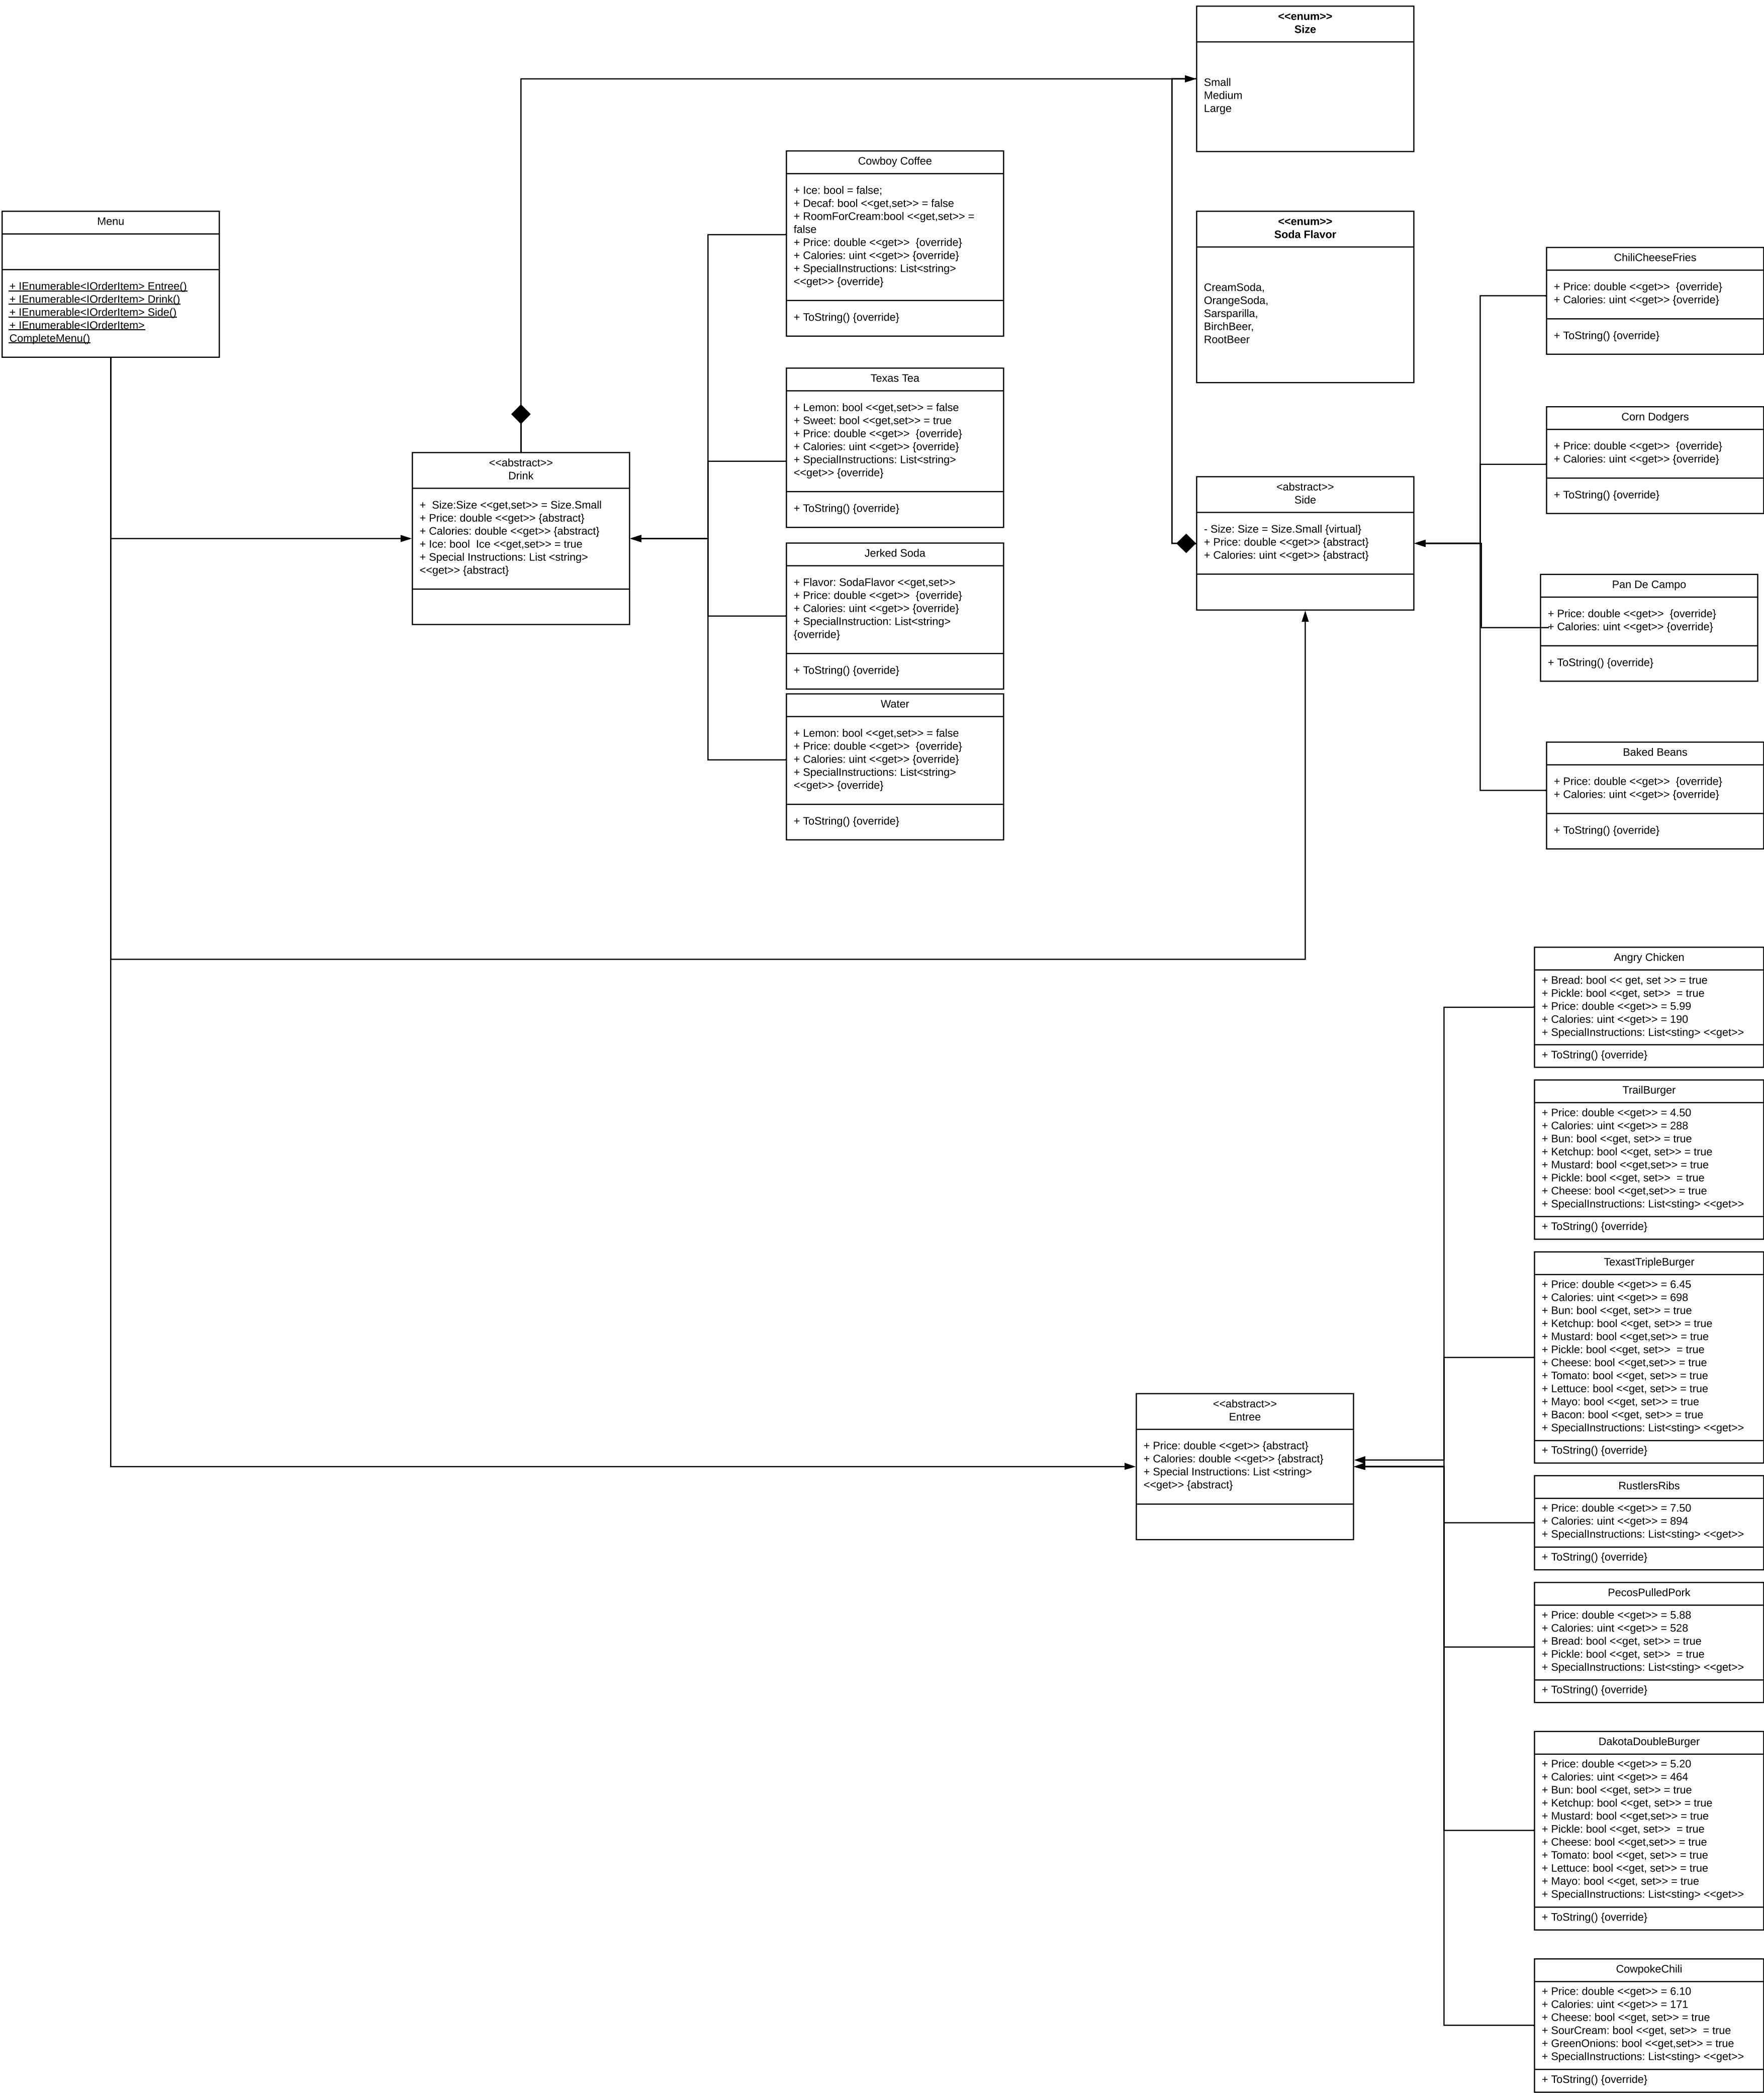 <<enum>>
Size
Small
Medium
Large
Menu
+ IEnumerable<IOrderItem> Entree()
+ IEnumerable<IOrderItem> Drink()
+ IEnumerable<IOrderItem> Side()
+ IEnumerable<IOrderItem>
CompleteMenu()
<<abstract>>
Drink
+  Size:Size <<get,set>> = Size.Small
+ Price: double <<get>> {abstract}
+ Calories: double <<get>> {abstract}
+ Ice: bool  Ice <<get,set>> = true
+ Special Instructions: List <string>
<<get>> {abstract}
Cowboy Coffee
+ Ice: bool = false;
+ Decaf: bool <<get,set>> = false
+ RoomForCream:bool <<get,set>> =
false
+ Price: double <<get>>  {override}
+ Calories: uint <<get>> {override}
+ SpecialInstructions: List<string>
<<get>> {override}
+ ToString() {override}
Texas Tea
+ Lemon: bool <<get,set>> = false
+ Sweet: bool <<get,set>> = true
+ Price: double <<get>>  {override}
+ Calories: uint <<get>> {override}
+ SpecialInstructions: List<string>
<<get>> {override}
+ ToString() {override}
Jerked Soda
+ Flavor: SodaFlavor <<get,set>>
+ Price: double <<get>>  {override}
+ Calories: uint <<get>> {override}
+ SpecialInstruction: List<string>
{override}
+ ToString() {override}
Water
+ Lemon: bool <<get,set>> = false
+ Price: double <<get>>  {override}
+ Calories: uint <<get>> {override}
+ SpecialInstructions: List<string>
<<get>> {override}
+ ToString() {override}
<<enum>>
Soda Flavor
CreamSoda,
OrangeSoda,
Sarsparilla,
BirchBeer,
RootBeer
<abstract>>
Side
- Size: Size = Size.Small {virtual}
+ Price: double <<get>> {abstract}
+ Calories: uint <<get>> {abstract}
ChiliCheeseFries
+ Price: double <<get>>  {override}
+ Calories: uint <<get>> {override}
+ ToString() {override}
Corn Dodgers
+ Price: double <<get>>  {override}
+ Calories: uint <<get>> {override}
+ ToString() {override}
Pan De Campo
+ Price: double <<get>>  {override}
+ Calories: uint <<get>> {override}
+ ToString() {override}
Baked Beans
+ Price: double <<get>>  {override}
+ Calories: uint <<get>> {override}
+ ToString() {override}
<<abstract>>
Entree
+ Price: double <<get>> {abstract}
+ Calories: double <<get>> {abstract}
+ Special Instructions: List <string>
<<get>> {abstract}
Angry Chicken
+ Bread: bool << get, set >> = true
+ Pickle: bool <<get, set>>  = true
+ Price: double <<get>> = 5.99
+ Calories: uint <<get>> = 190
+ SpecialInstructions: List<sting> <<get>>
+ ToString() {override}
TrailBurger
+ Price: double <<get>> = 4.50
+ Calories: uint <<get>> = 288
+ Bun: bool <<get, set>> = true
+ Ketchup: bool <<get, set>> = true
+ Mustard: bool <<get,set>> = true
+ Pickle: bool <<get, set>>  = true
+ Cheese: bool <<get,set>> = true
+ SpecialInstructions: List<sting> <<get>>
+ ToString() {override}
TexastTripleBurger
+ Price: double <<get>> = 6.45
+ Calories: uint <<get>> = 698
+ Bun: bool <<get, set>> = true
+ Ketchup: bool <<get, set>> = true
+ Mustard: bool <<get,set>> = true
+ Pickle: bool <<get, set>>  = true
+ Cheese: bool <<get,set>> = true
+ Tomato: bool <<get, set>> = true
+ Lettuce: bool <<get, set>> = true
+ Mayo: bool <<get, set>> = true
+ Bacon: bool <<get, set>> = true
+ SpecialInstructions: List<sting> <<get>>
+ ToString() {override}
RustlersRibs
+ Price: double <<get>> = 7.50
+ Calories: uint <<get>> = 894
+ SpecialInstructions: List<sting> <<get>>
+ ToString() {override}
PecosPulledPork
+ Price: double <<get>> = 5.88
+ Calories: uint <<get>> = 528
+ Bread: bool <<get, set>> = true
+ Pickle: bool <<get, set>>  = true
+ SpecialInstructions: List<sting> <<get>>
+ ToString() {override}
DakotaDoubleBurger
+ Price: double <<get>> = 5.20
+ Calories: uint <<get>> = 464
+ Bun: bool <<get, set>> = true
+ Ketchup: bool <<get, set>> = true
+ Mustard: bool <<get,set>> = true
+ Pickle: bool <<get, set>>  = true
+ Cheese: bool <<get,set>> = true
+ Tomato: bool <<get, set>> = true
+ Lettuce: bool <<get, set>> = true
+ Mayo: bool <<get, set>> = true
+ SpecialInstructions: List<sting> <<get>>
+ ToString() {override}
CowpokeChili
+ Price: double <<get>> = 6.10
+ Calories: uint <<get>> = 171
+ Cheese: bool <<get, set>> = true
+ SourCream: bool <<get, set>>  = true
+ GreenOnions: bool <<get,set>> = true
+ SpecialInstructions: List<sting> <<get>>
+ ToString() {override}